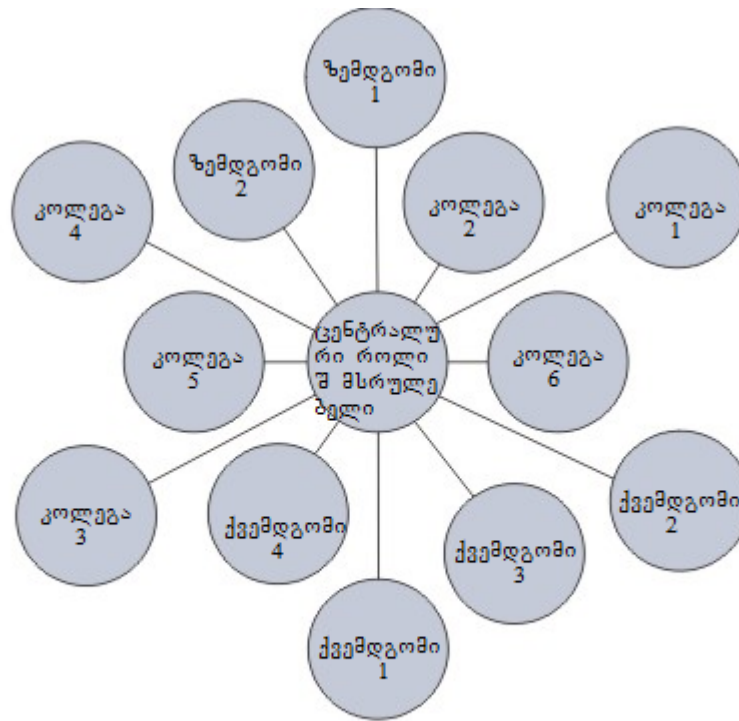 ზემდგომი
1
ზემდგომი
2
კოლეგა
2
კოლეგა
1
კოლეგა
4
ცენტრალუ
რი როლი
შ მსრულე
ბელი
კოლეგა
5
კოლეგა
6
კოლეგა
3
ქვემდგომი
4
ქვემდგომი
3
ქვემდგომი
2
ქვემდგომი
1